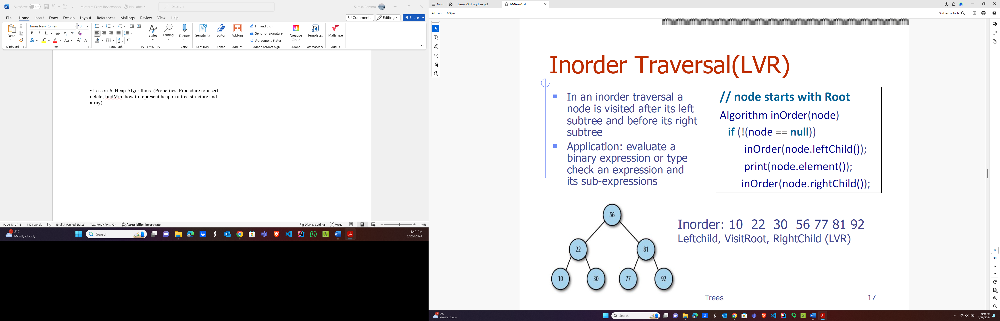 AutoSave Off
Midterm Exam Review.docx
No Label
Search
Suresh Bamma
File Home Insert Draw Design Layout References Mailings Review View Help
Comments
Editing
Share
Times New Roman
10
Paste
B I U ab x₂ x²
Aa
Styles
Editing
Dictate
Sensitivity
Editor
Add-ins
Fill and Sign
Send for Signature
Agreement Status
Creative Cloud
Templates
MathType
Clipboard
Font
Paragraph
Styles
Voice
Sensitivity
Editor
Add-ins
Adobe Acrobat Sign
Adobe
officeatwork
Add-in
• Lesson-6, Heap Algorithms. (Properties, Procedure to insert,
delete, findMin, how to represent heap in a tree structure and
array)
Page 13 of 13
1421 words
English (United States)
Text Predictions: On
Accessibility: Investigate
Display Settings
Focus
140%
1
2°C
Mostly cloudy
Search
4:40 PM
1/26/2024
Menu
Lesson-5 binary tree .pdf
05-Trees-1.pdf
All tools
E-Sign
Find text or tools
Inorder Traversal(LVR)
In an inorder traversal a
node is visited after its left
subtree and before its right
subtree
Application: evaluate a
binary expression or type
check an expression and
its sub-expressions
// node starts with Root
Algorithm inOrder(node)
if (!(node == null))
inOrder(node.leftChild());
print(node.element());
inOrder(node.rightChild());
56
22
81
10
30
77
92
Inorder: 10 22 30 56 77 81 92
Leftchild, VisitRoot, RightChild (LVR)
Trees
17
17
30
1
2°C
Mostly cloudy
Search
4:40 PM
1/26/2024